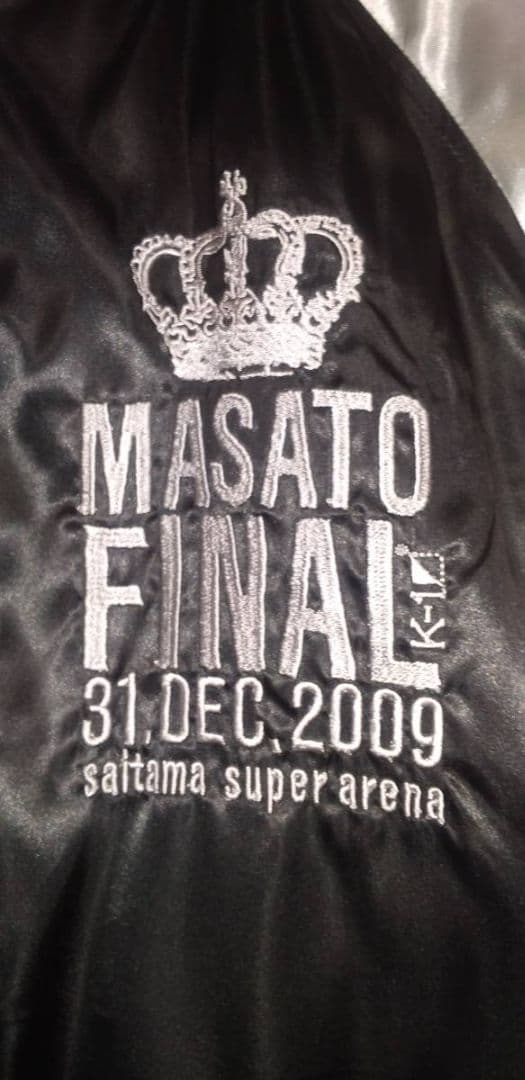 MASATO
FINAL
K-1
31.DEC.2009
saitama super arena